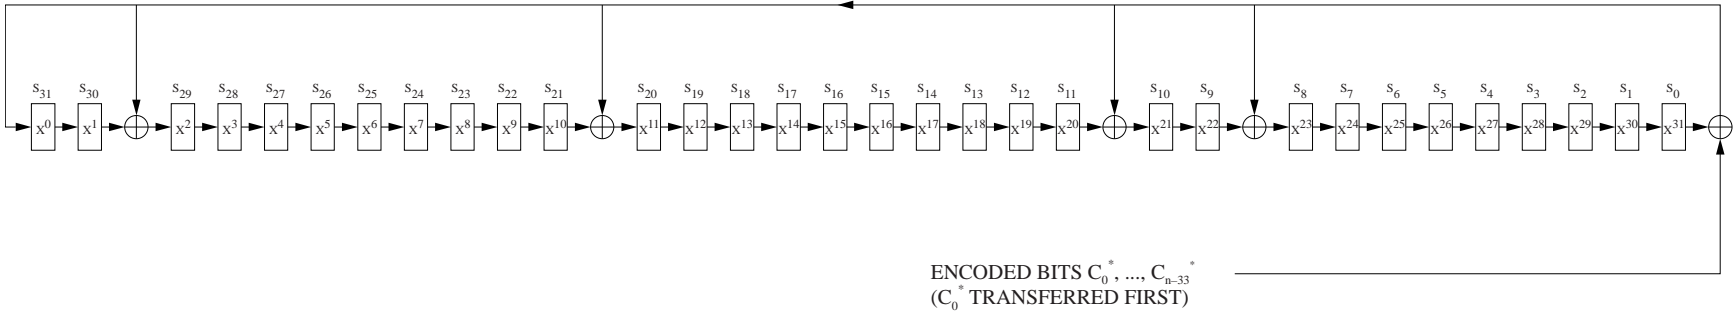 s31 s30 s29 s28 s27 s26 s25 s24 s23 s22 s21 s20 s19 s18 s17 s16 s15 s14 s13 s12 s11 s10 s9 s8 s7 s6 s5 s4 s3 s2 s1 s0
x0 x1 x2 x3 x4 x5 x6 x7 x8 x9 x10 x11 x12 x13 x14 x15 x16 x17 x18 x19 x20 x21 x22 x23 x24 x25 x26 x27 x28 x29 x30 x31
ENCODED BITS C0*, ..., Cn–33*
(C0* TRANSFERRED FIRST)